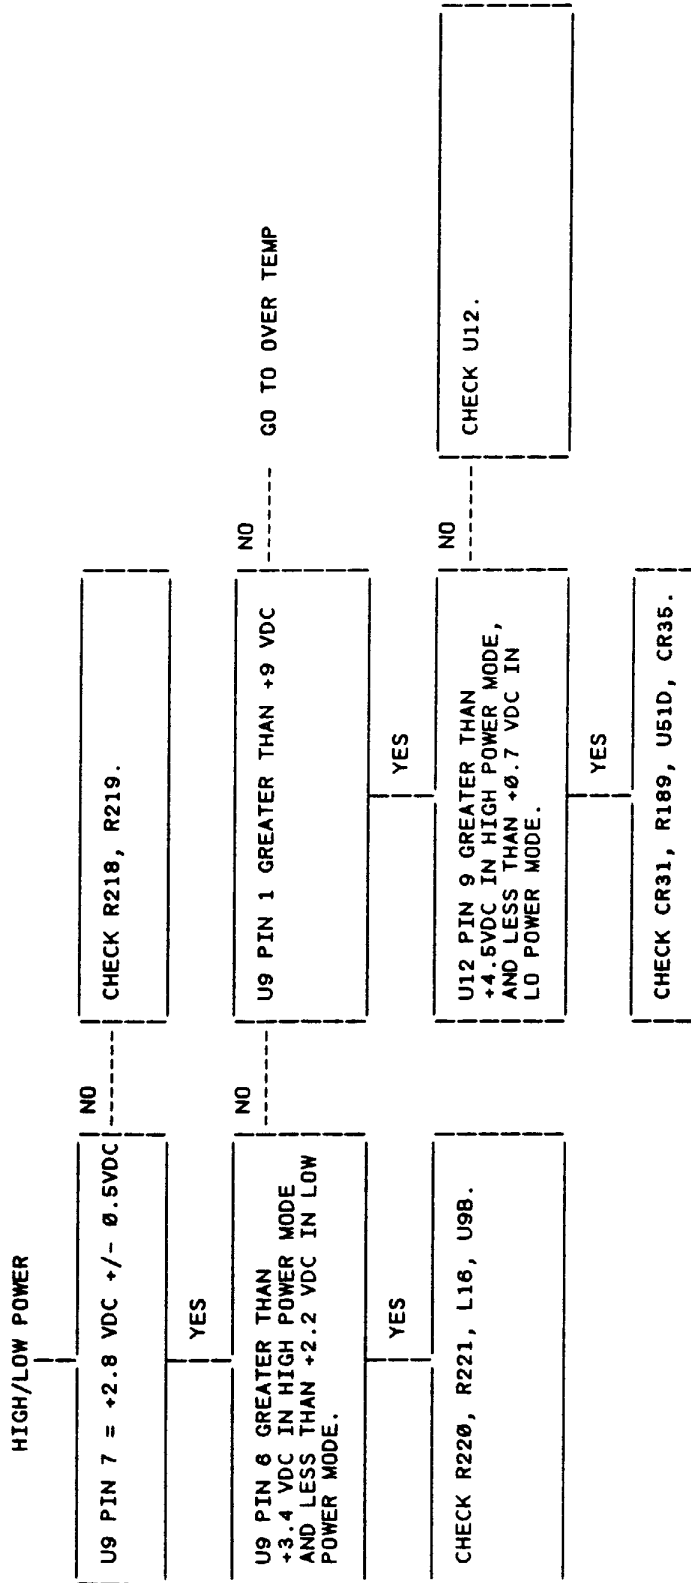 HIGH/LOW POWER
U9 PIN 7 = +2.8 VDC +/- 0.5VDC
NO
CHECK R218, R219.
YES
U9 PIN 6 GREATER THAN
+3.4 VDC IN HIGH POWER MODE
AND LESS THAN +2.2 VDC IN LOW
POWER MODE.
NO
U9 PIN 1 GREATER THAN +9 VDC
NO
GO TO OVER TEMP
YES
YES
CHECK R220, R221, L16, U9B.
U12 PIN 9 GREATER THAN
+4.5VDC IN HIGH POWER MODE,
AND LESS THAN +0.7 VDC IN
LO POWER MODE.
NO
CHECK U12.
YES
CHECK CR31, R189, U51D, CR35.